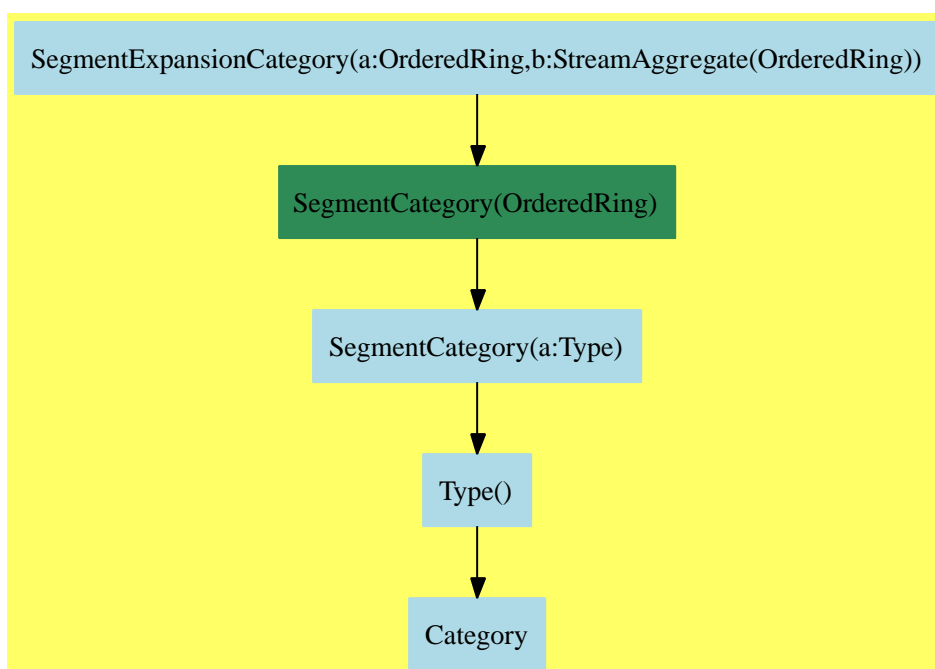 SegmentExpansionCategory(a:OrderedRing,b:StreamAggregate(OrderedRing))
SegmentCategory(OrderedRing)
SegmentCategory(a:Type)
Type()
Category